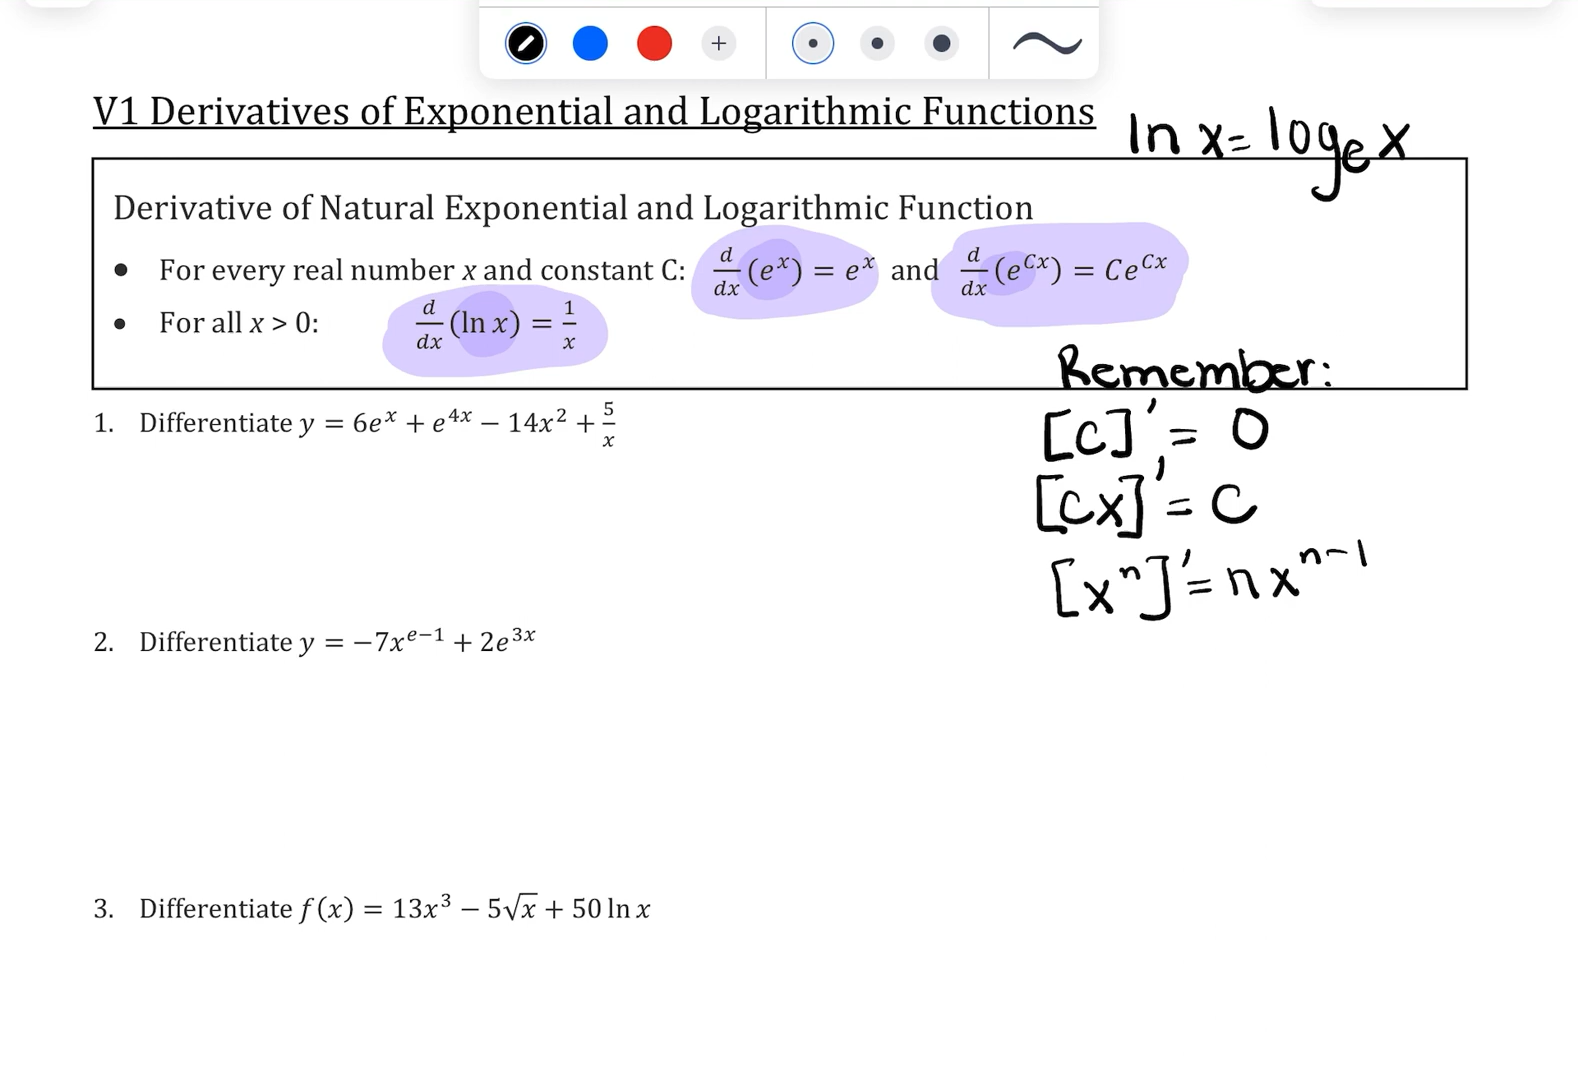 V1 Derivatives of Exponential and Logarithmic Functions
ln x = logₑ x
Derivative of Natural Exponential and Logarithmic Function
• For every real number x and constant C: d/dx (eˣ) = eˣ and d/dx (e^{Cx}) = Ce^{Cx}
• For all x > 0: d/dx (ln x) = 1/x
Remember:
[c]' = 0
[cx]' = c
[xⁿ]' = nx^{n-1}
1. Differentiate y = 6eˣ + e^{4x} − 14x² + 5/x
2. Differentiate y = −7x^{e−1} + 2e^{3x}
3. Differentiate f(x) = 13x³ − 5√x + 50 ln x